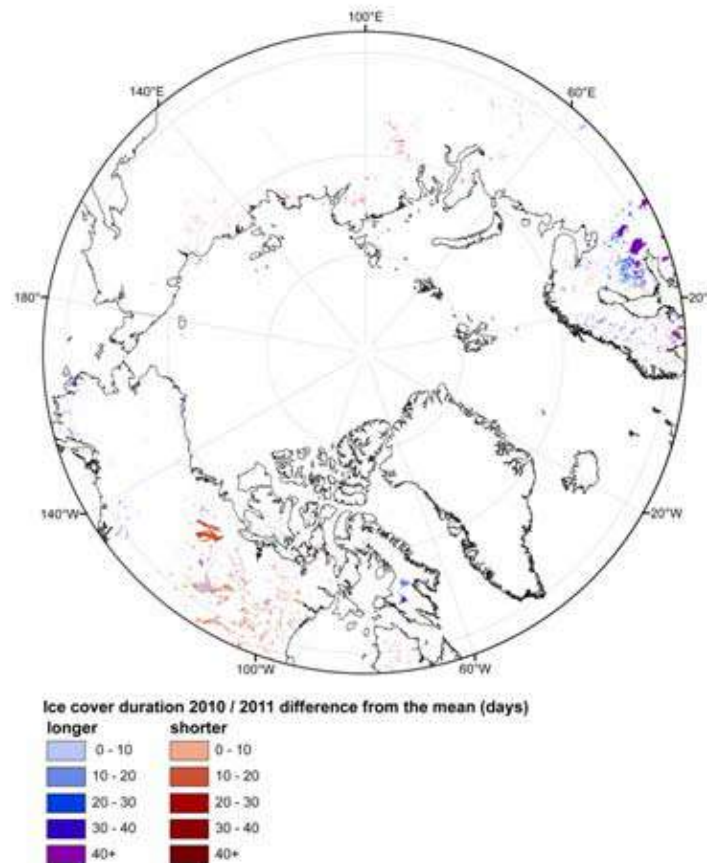 100°E
140°E
60°E
180°
20°
140°W
20°W
100°W
60°W
Ice cover duration 2010 / 2011 difference from the mean (days)
longer shorter
0 - 10 0 - 10
10 - 20 10 - 20
20 - 30 20 - 30
30 - 40 30 - 40
40+ 40+